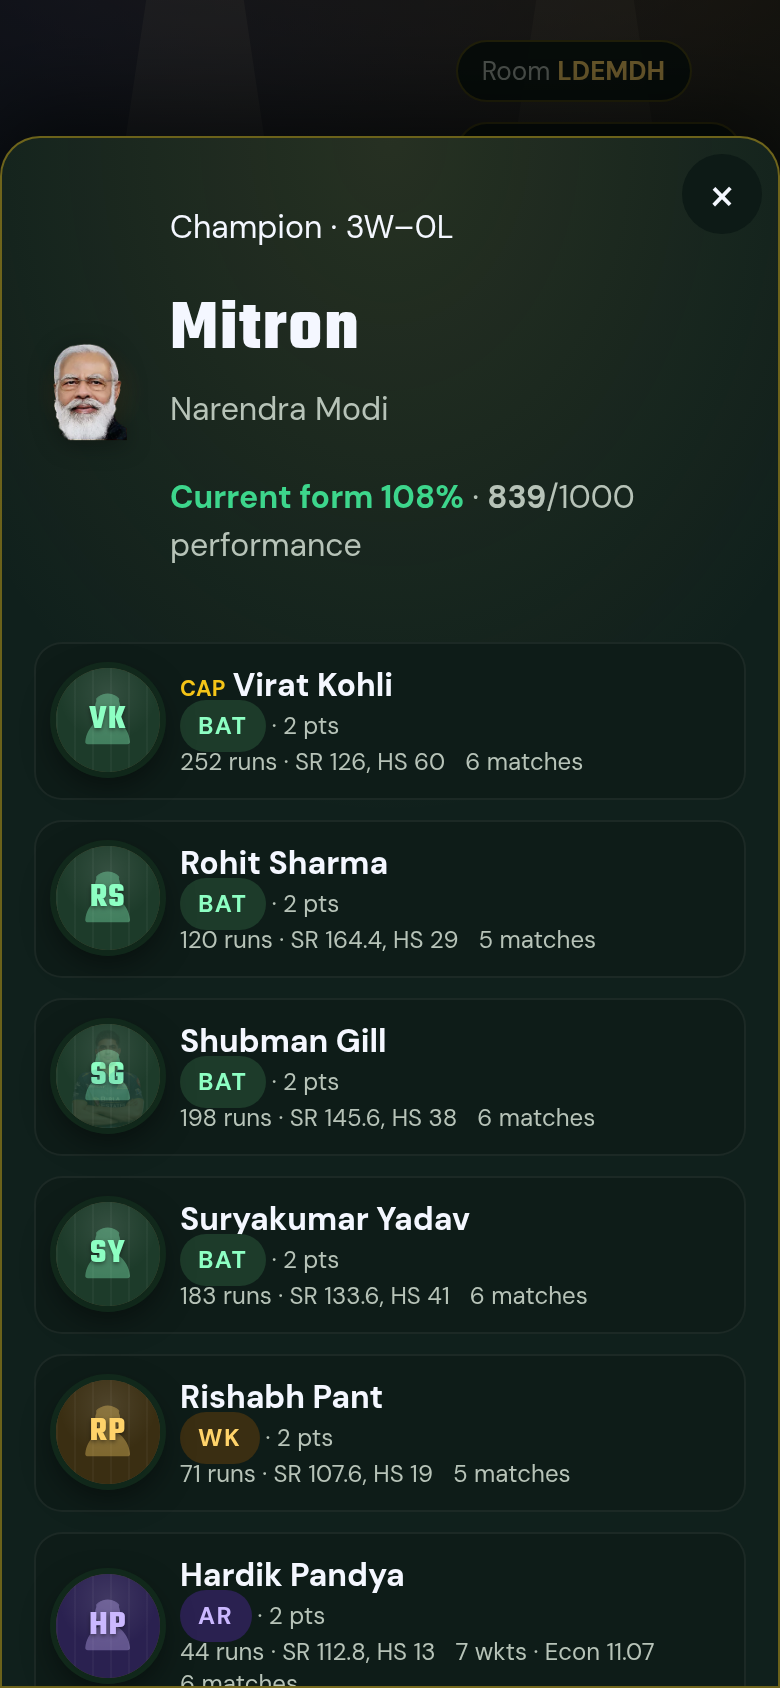 Room LDEMDH
×
Champion · 3W–0L
Mitron
Narendra Modi
Current form 108% · 839/1000
performance
VK
CAP Virat Kohli
BAT · 2 pts
252 runs · SR 126, HS 60 6 matches
RS
Rohit Sharma
BAT · 2 pts
120 runs · SR 164.4, HS 29 5 matches
SG
Shubman Gill
BAT · 2 pts
198 runs · SR 145.6, HS 38 6 matches
SY
Suryakumar Yadav
BAT · 2 pts
183 runs · SR 133.6, HS 41 6 matches
RP
Rishabh Pant
WK · 2 pts
71 runs · SR 107.6, HS 19 5 matches
HP
Hardik Pandya
AR · 2 pts
44 runs · SR 112.8, HS 13 7 wkts · Econ 11.07
6 matches